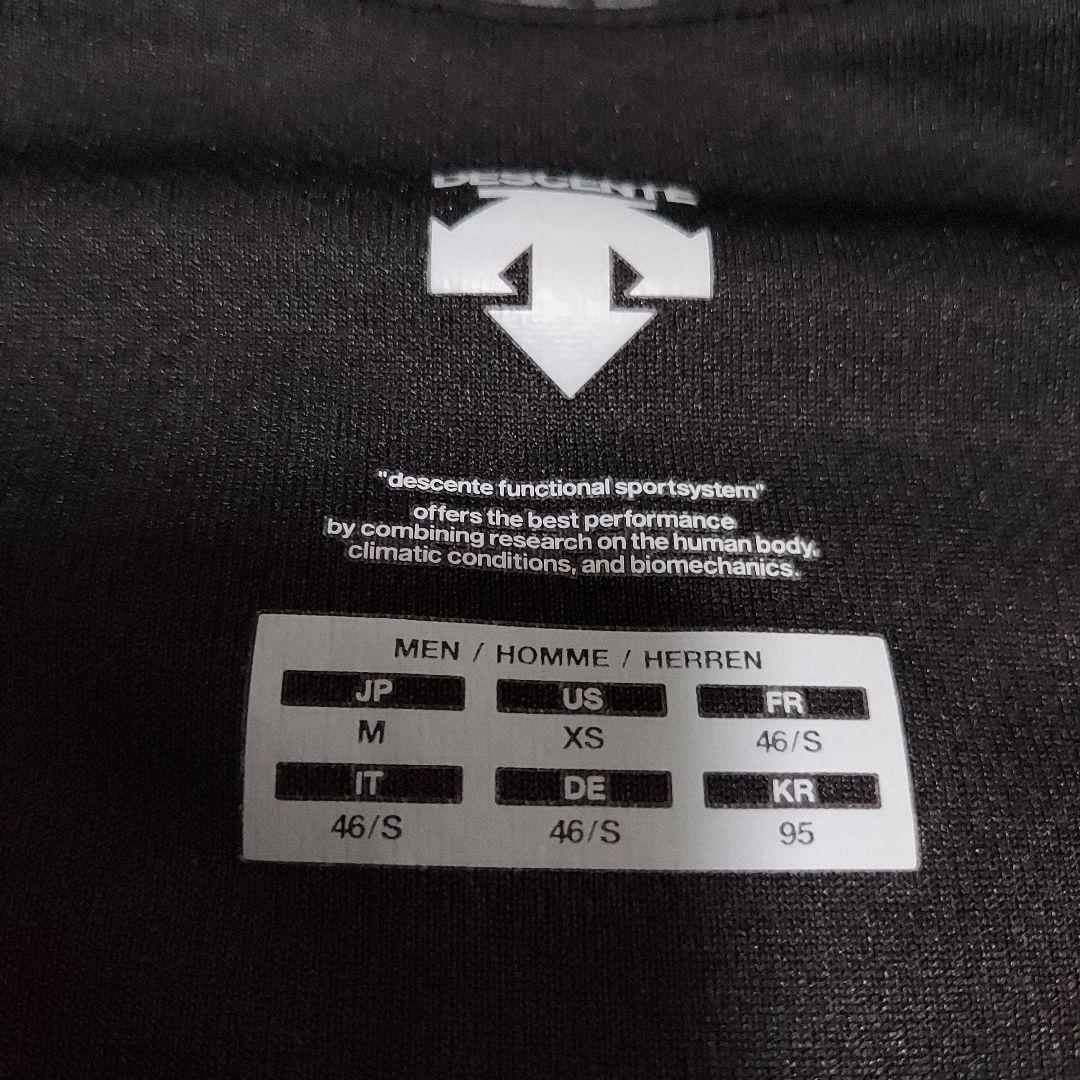 DESCENTE
"descente functional sportsystem"
offers the best performance
by combining research on the human body,
climatic conditions, and biomechanics.
MEN / HOMME / HERREN
JP US FR
M XS 46/S
IT DE KR
46/S 46/S 95